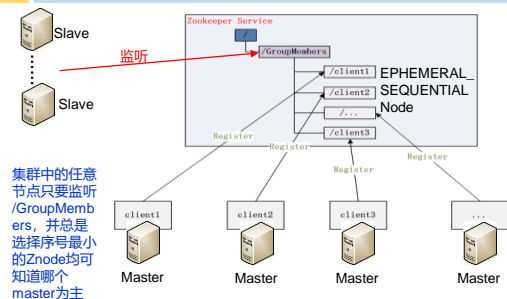 Zookeeper Service
Slave
/
/GroupMembers
监听
/client1
EPHEMERAL_
SEQUENTIAL
Node
/client2
Slave
/...
/client3
Register
Register
Register
Register
集群中的任意
节点只要监听
/GroupMemb
ers，并总是
选择序号最小
的Znode均可
知道哪个
master为主
client1
client2
client3
...
Master
Master
Master
Master